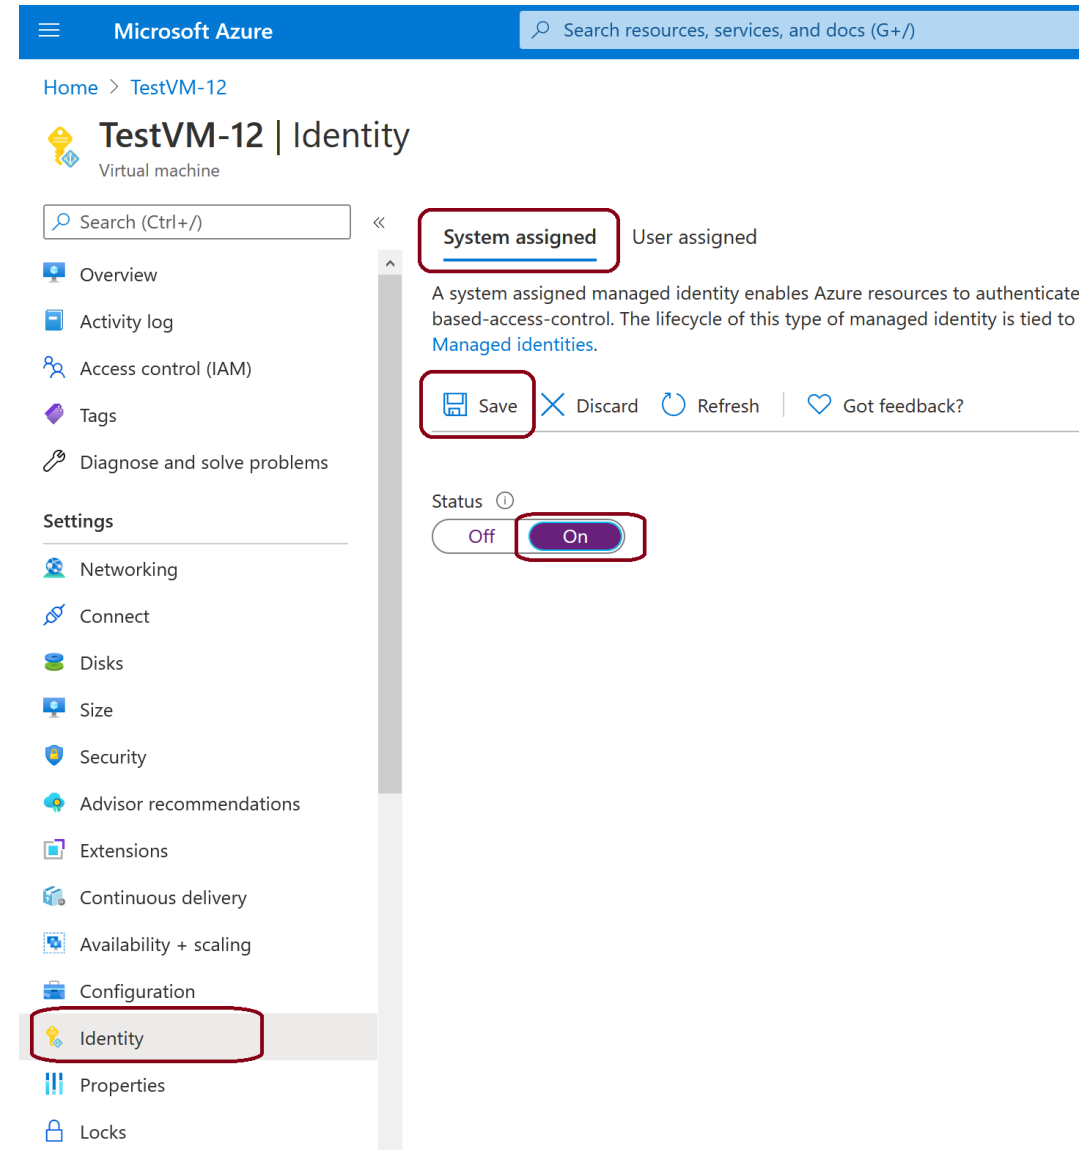 Microsoft Azure
Search resources, services, and docs (G+/)
Home > TestVM-12
TestVM-12 | Identity
Virtual machine
Search (Ctrl+/)
«
Overview
Activity log
Access control (IAM)
Tags
Diagnose and solve problems
Settings
Networking
Connect
Disks
Size
Security
Advisor recommendations
Extensions
Continuous delivery
Availability + scaling
Configuration
Identity
Properties
Locks
System assigned User assigned
A system assigned managed identity enables Azure resources to authenticate
based-access-control. The lifecycle of this type of managed identity is tied to
Managed identities.
Save Discard Refresh Got feedback?
Status
Off On